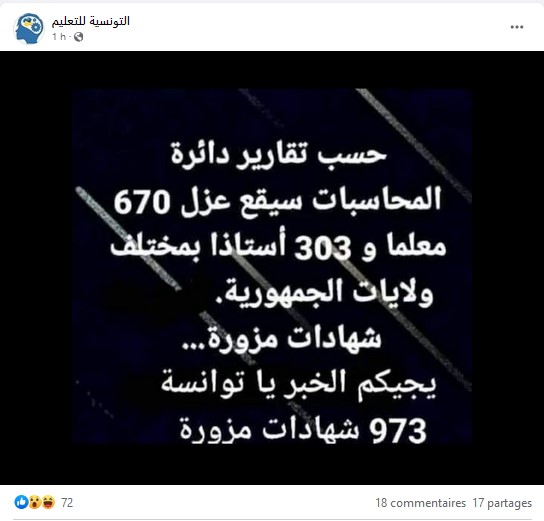 التونسية للتعليم
1 h ·
حسب تقارير دائرة
المحاسبات سيقع عزل 670
معلما و 303 أستاذا بمختلف
ولايات الجمهورية.
شهادات مزورة...
يجيكم الخبر يا توانسة
973 شهادات مزورة
72
18 commentaires 17 partages